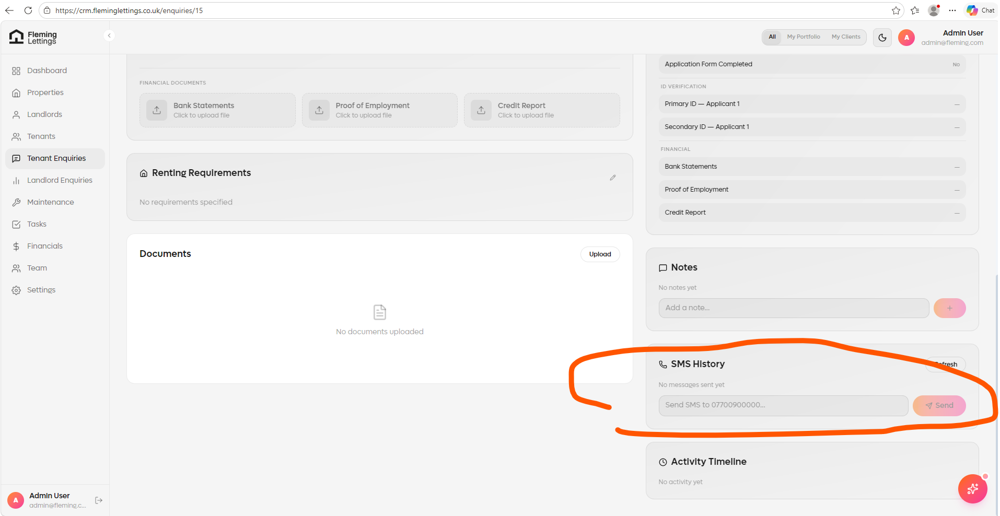 https://crm.fleminglettings.co.uk/enquiries/15
Chat
Fleming
Lettings
All
My Portfolio
My Clients
A
Admin User
admin@fleming.com
Dashboard
Properties
Landlords
Tenants
Tenant Enquiries
Landlord Enquiries
Maintenance
Tasks
Financials
Team
Settings
FINANCIAL DOCUMENTS
Bank Statements
Click to upload file
Proof of Employment
Click to upload file
Credit Report
Click to upload file
Renting Requirements
No requirements specified
Documents
Upload
No documents uploaded
Application Form Completed
No
ID VERIFICATION
Primary ID — Applicant 1
—
Secondary ID — Applicant 1
—
FINANCIAL
Bank Statements
—
Proof of Employment
—
Credit Report
—
Notes
No notes yet
Add a note...
SMS History
Refresh
No messages sent yet
Send SMS to 07700900000...
Send
Activity Timeline
No activity yet
A
Admin User
admin@fleming.c...